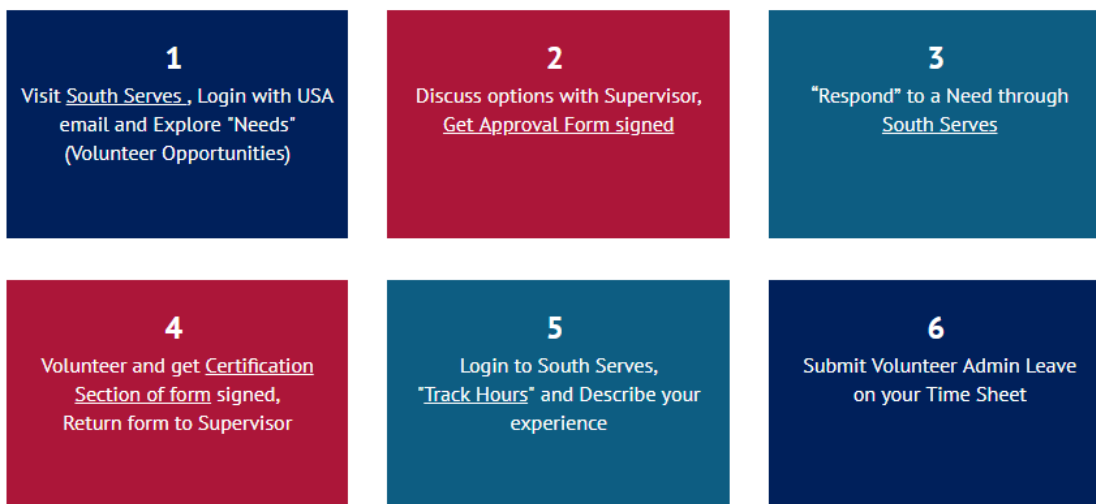 1
Visit South Serves , Login with USA
email and Explore "Needs"
(Volunteer Opportunities)
2
Discuss options with Supervisor,
Get Approval Form signed
3
“Respond” to a Need through
South Serves
4
Volunteer and get Certification
Section of form signed,
Return form to Supervisor
5
Login to South Serves,
"Track Hours" and Describe your
experience
6
Submit Volunteer Admin Leave
on your Time Sheet